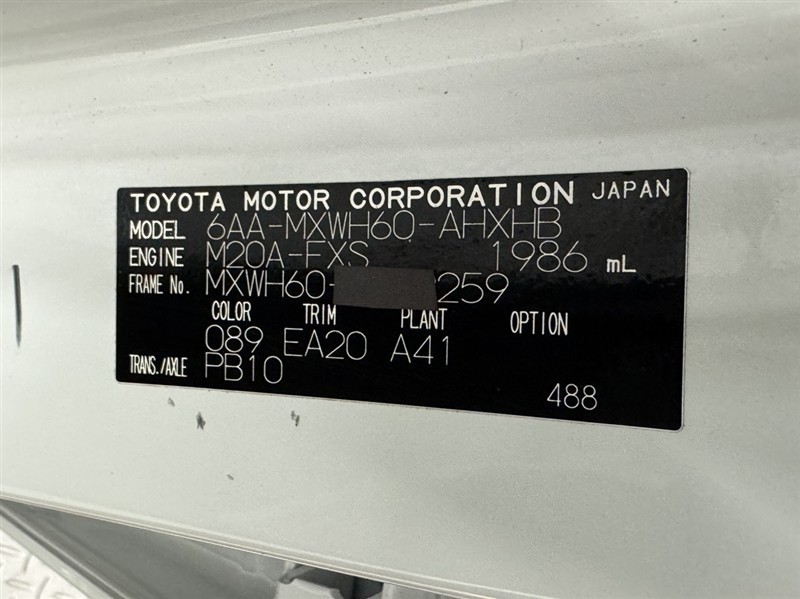 TOYOTA MOTOR CORPORATION JAPAN
MODEL 6AA-MXWH60-AHXHB
ENGINE M20A-FXS 1986 mL
FRAME No. MXWH60- 259
COLOR TRIM PLANT OPTION
089 EA20 A41
TRANS./AXLE PB10
488